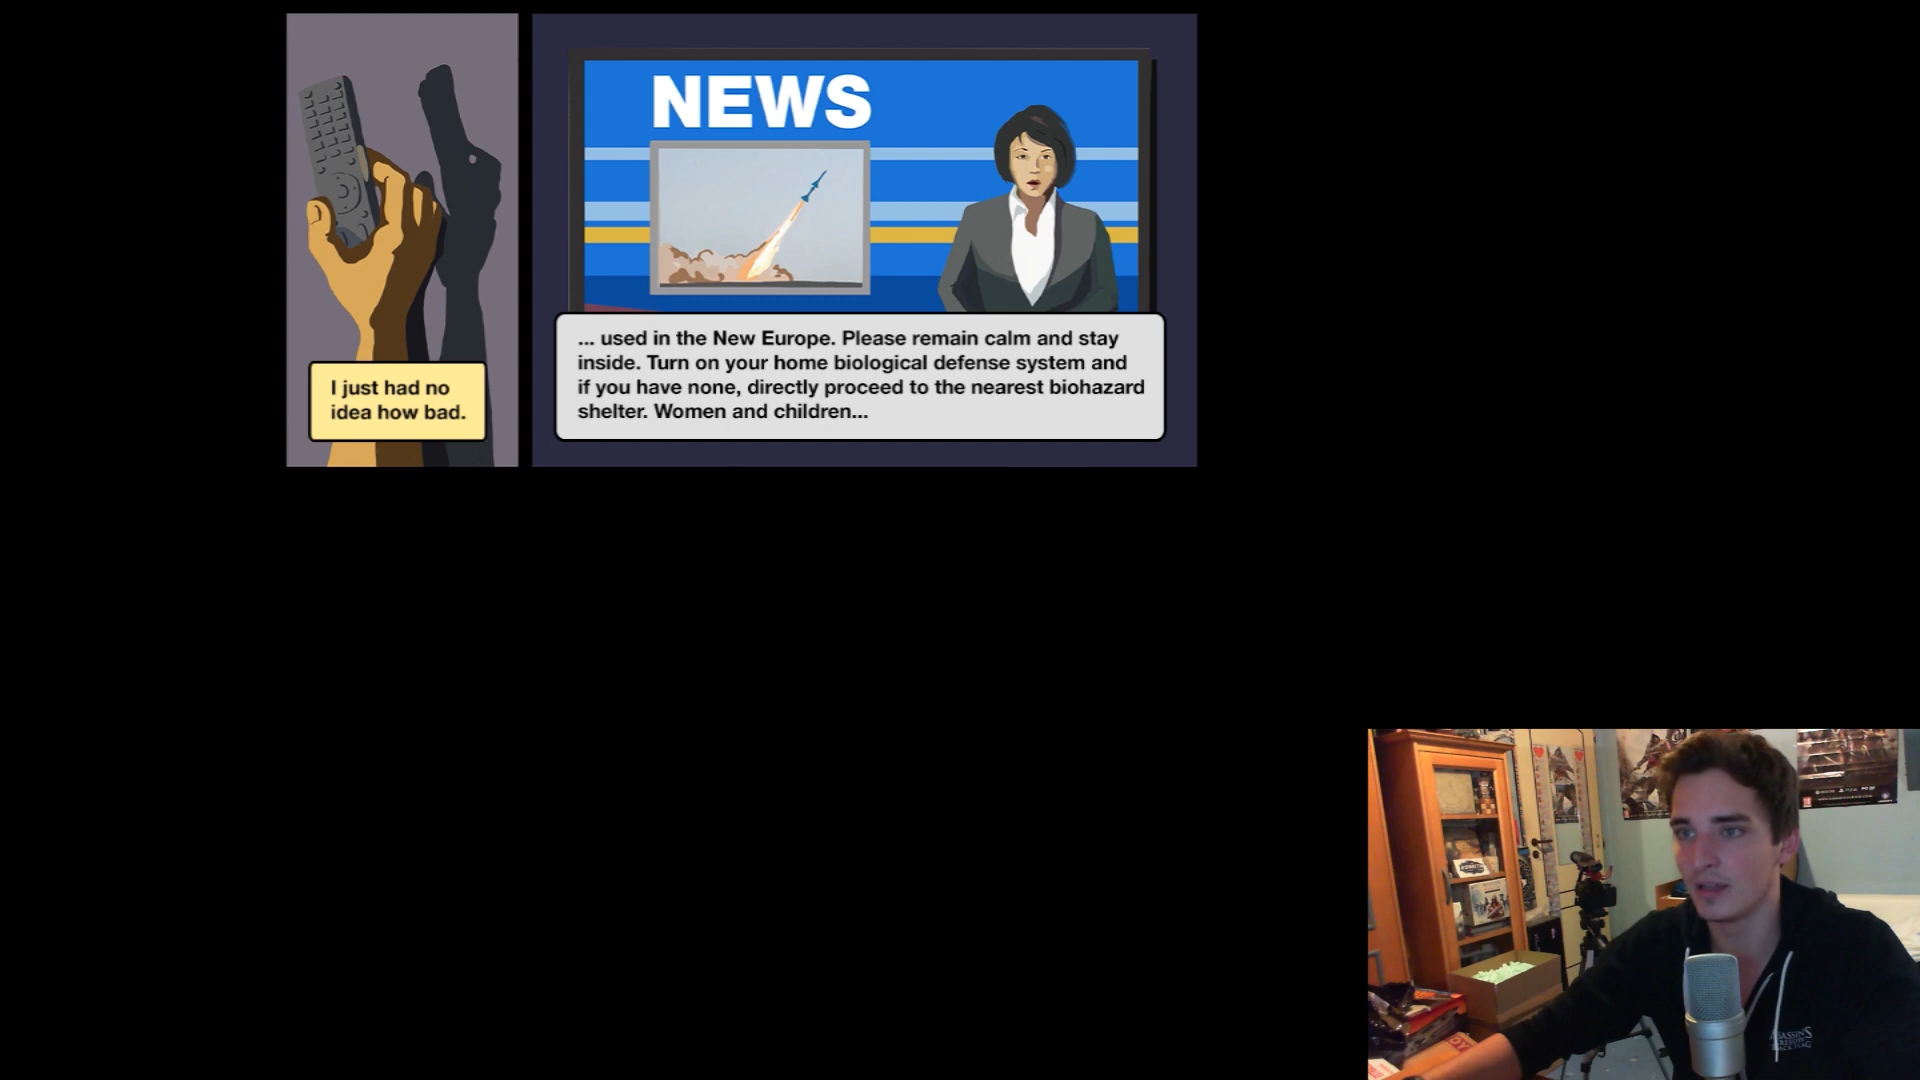 I just had no
idea how bad.
NEWS
... used in the New Europe. Please remain calm and stay
inside. Turn on your home biological defense system and
if you have none, directly proceed to the nearest biohazard
shelter. Women and children...
ASSASSIN'S